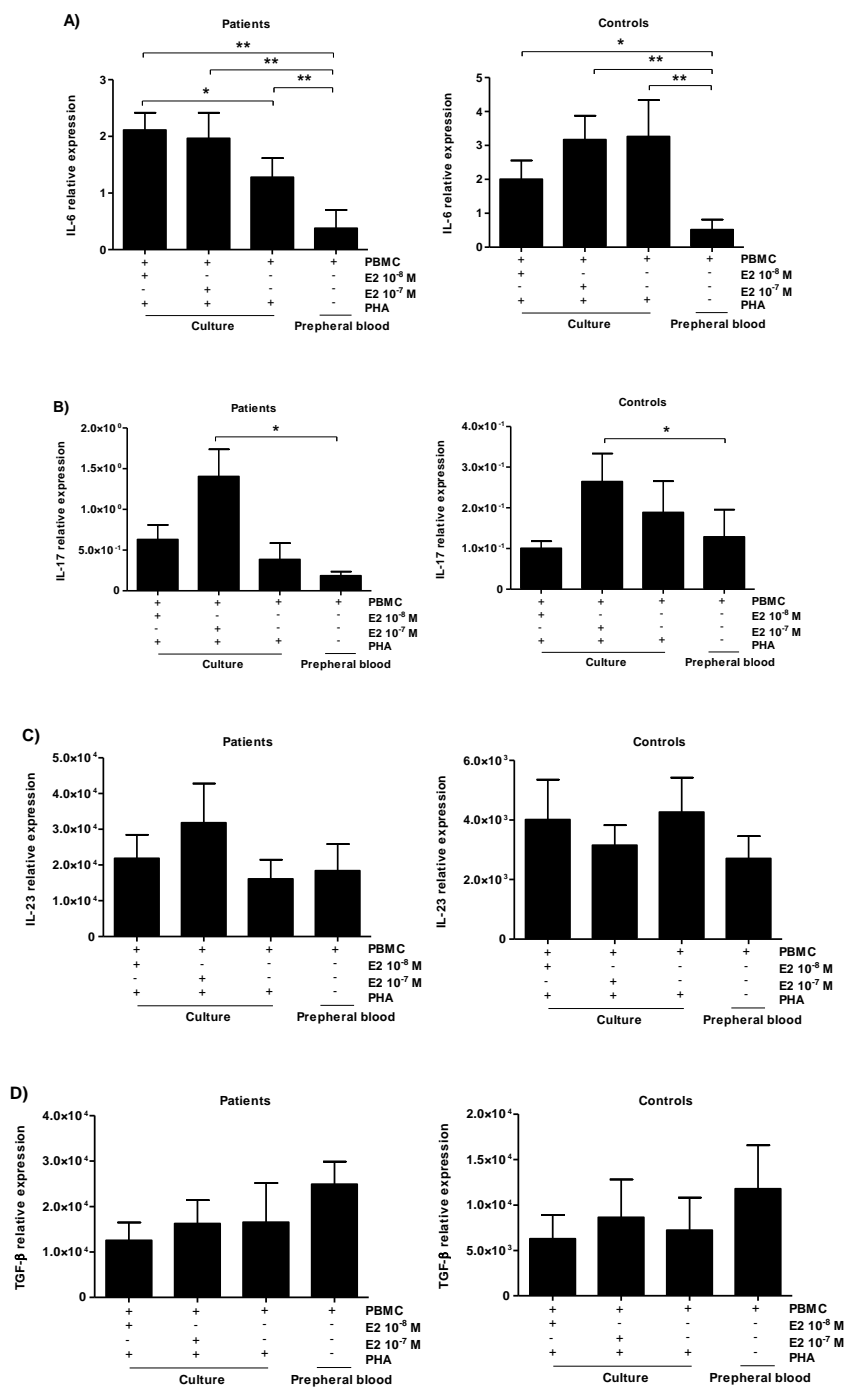 A)
Patients
**
**
**
*
IL-6 relative expression
3
2
1
0
+ + + + PBMC
+ - - - E2 10⁻⁸ M
- + - - E2 10⁻⁷ M
+ + + - PHA
Culture Prepheral blood
Controls
*
**
**
IL-6 relative expression
5
4
3
2
1
0
+ + + + PBMC
+ - - - E2 10⁻⁸ M
- + - - E2 10⁻⁷ M
+ + + - PHA
Culture Prepheral blood
B)
Patients
*
IL-17 relative expression
2.0×10⁰
1.5×10⁰
1.0×10⁰
5.0×10⁻¹
0
+ + + + PBMC
+ - - - E2 10⁻⁸ M
- + - - E2 10⁻⁷ M
+ + + - PHA
Culture Prepheral blood
Controls
*
IL-17 relative expression
4.0×10⁻¹
3.0×10⁻¹
2.0×10⁻¹
1.0×10⁻¹
0
+ + + + PBMC
+ - - - E2 10⁻⁸ M
- + - - E2 10⁻⁷ M
+ + + - PHA
Culture Prepheral blood
C)
Patients
IL-23 relative expression
5.0×10⁴
4.0×10⁴
3.0×10⁴
2.0×10⁴
1.0×10⁴
0
+ + + + PBMC
+ - - - E2 10⁻⁸ M
- + - - E2 10⁻⁷ M
+ + + - PHA
Culture Prepheral blood
Controls
IL-23 relative expression
6.0×10³
4.0×10³
2.0×10³
0
+ + + + PBMC
+ - - - E2 10⁻⁸ M
- + - - E2 10⁻⁷ M
+ + + - PHA
Culture Prepheral blood
D)
Patients
TGF-β relative expression
4.0×10⁴
3.0×10⁴
2.0×10⁴
1.0×10⁴
0
+ + + + PBMC
+ - - - E2 10⁻⁸ M
- + - - E2 10⁻⁷ M
+ + + - PHA
Culture Prepheral blood
Controls
TGF-β relative expression
2.0×10⁴
1.5×10⁴
1.0×10⁴
5.0×10³
0
+ + + + PBMC
+ - - - E2 10⁻⁸ M
- + - - E2 10⁻⁷ M
+ + + - PHA
Culture Prepheral blood